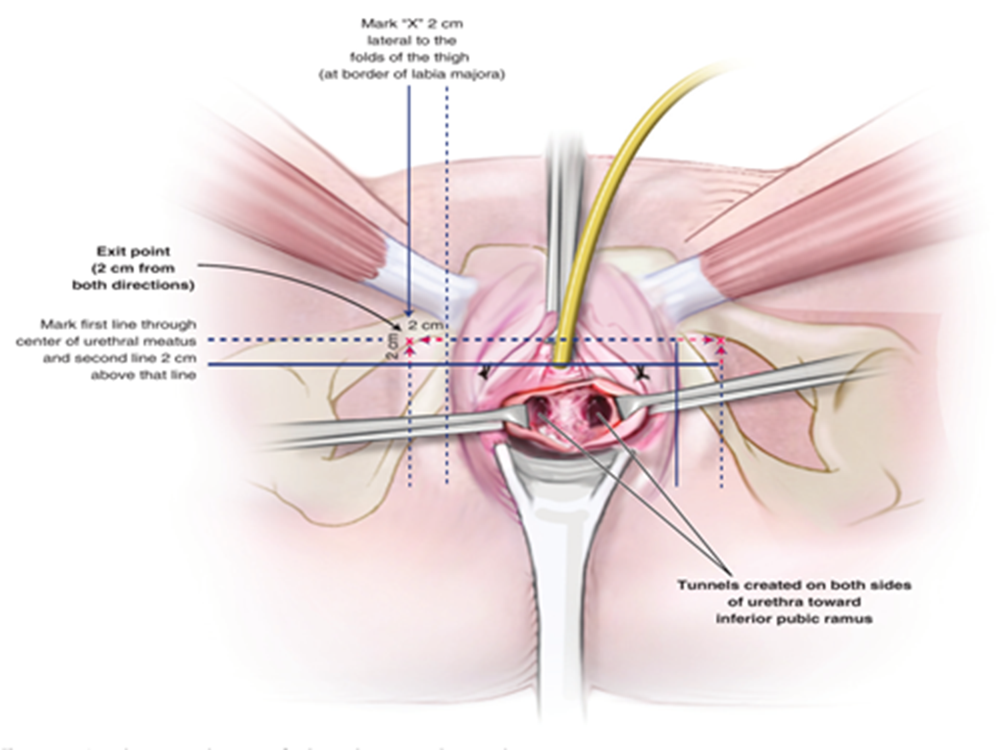 Mark "X" 2 cm
lateral to the
folds of the thigh
(at border of labia majora)
Exit point
(2 cm from
both directions)
Mark first line through
center of urethral meatus
and second line 2 cm
above that line
2 cm
2 cm
Tunnels created on both sides
of urethra toward
inferior pubic ramus